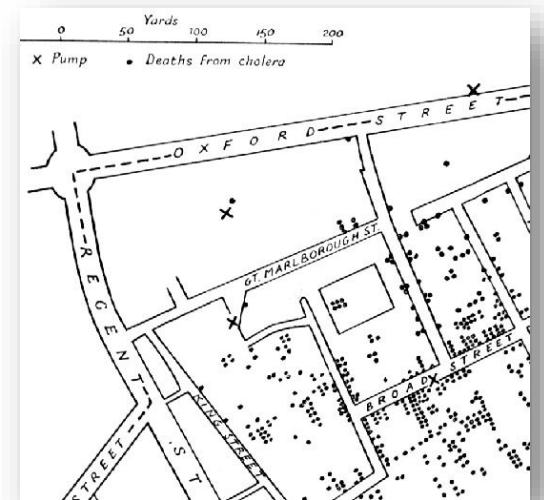 Yards
0 50 100 150 200
× Pump • Deaths from cholera
OXFORD STREET
GT. MARLBOROUGH ST.
REGENT ST
BROAD STREET
KING STREET
STREET